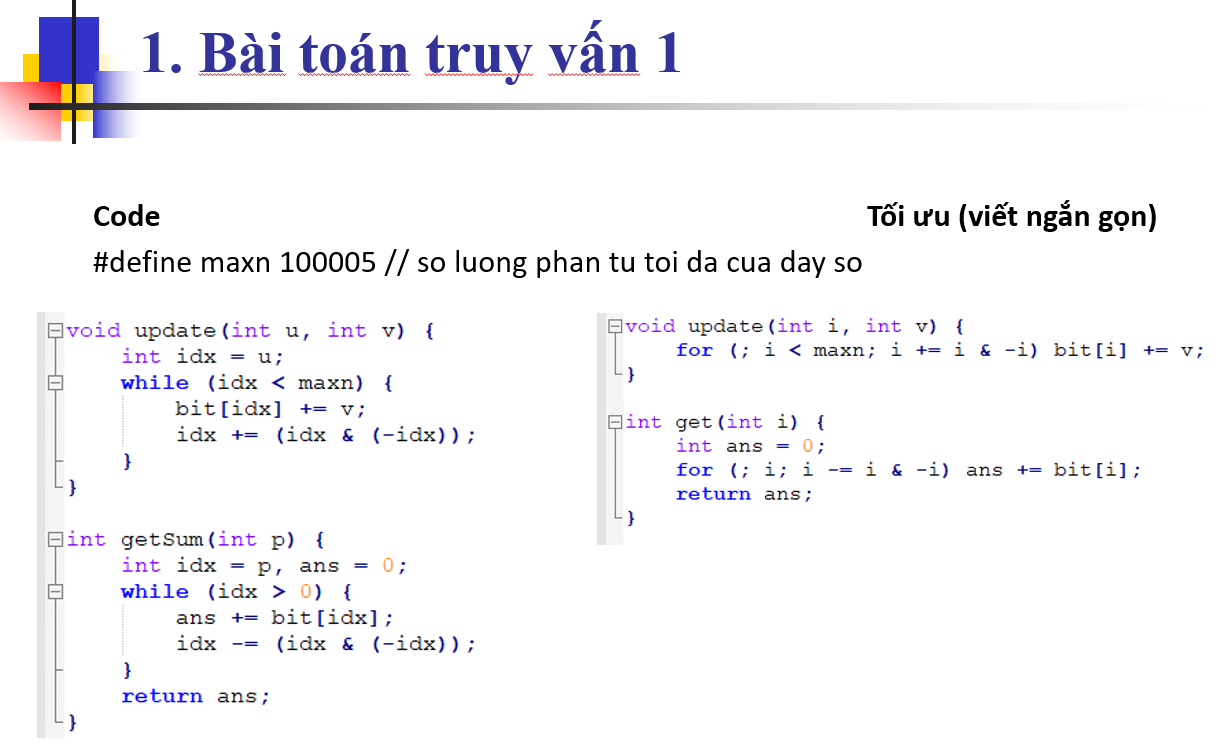 1. Bài toán truy vấn 1
Code
Tối ưu (viết ngắn gọn)
#define maxn 100005 // so luong phan tu toi da cua day so
void update(int u, int v) {
int idx = u;
while (idx < maxn) {
bit[idx] += v;
idx += (idx & (-idx));
}
}
int getSum(int p) {
int idx = p, ans = 0;
while (idx > 0) {
ans += bit[idx];
idx -= (idx & (-idx));
}
return ans;
}
void update(int i, int v) {
for (; i < maxn; i += i & -i) bit[i] += v;
}
int get(int i) {
int ans = 0;
for (; i; i -= i & -i) ans += bit[i];
return ans;
}